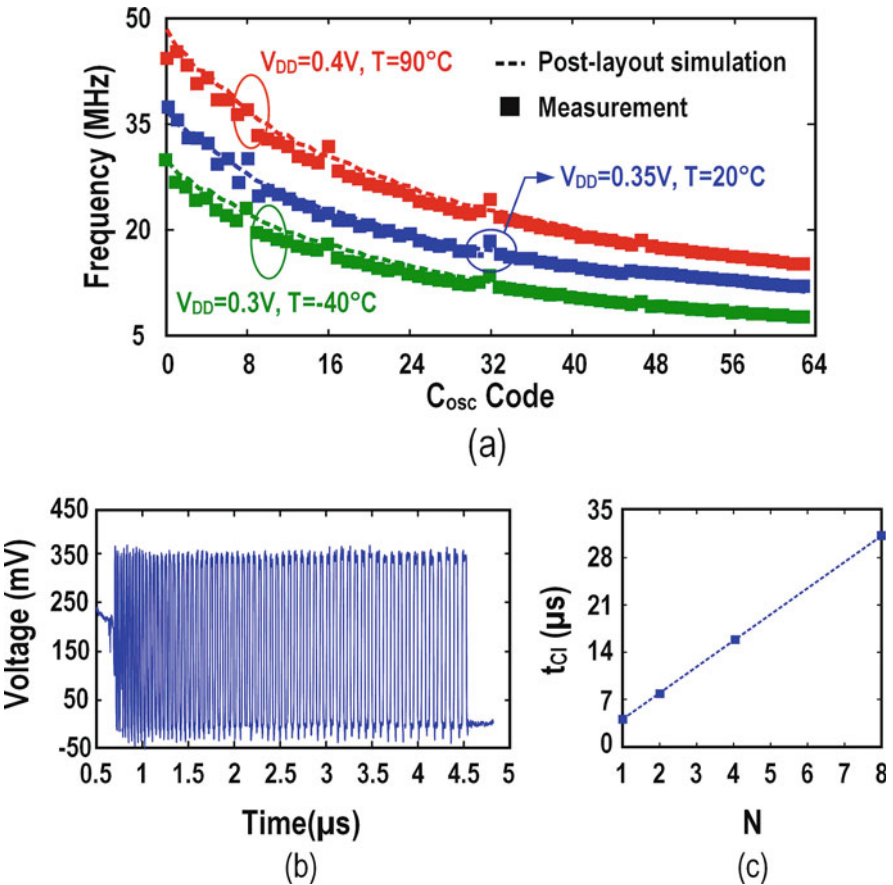 50
35
20
5
Frequency (MHz)
V_DD=0.4V, T=90°C
Post-layout simulation
Measurement
V_DD=0.35V, T=20°C
V_DD=0.3V, T=-40°C
0 8 16 24 32 40 48 56 64
C_osc Code
(a)
450
350
250
150
50
-50
Voltage (mV)
0.5 1 1.5 2 2.5 3 3.5 4 4.5 5
Time(µs)
(b)
35
28
21
14
7
0
t_CI (µs)
1 2 3 4 5 6 7 8
N
(c)